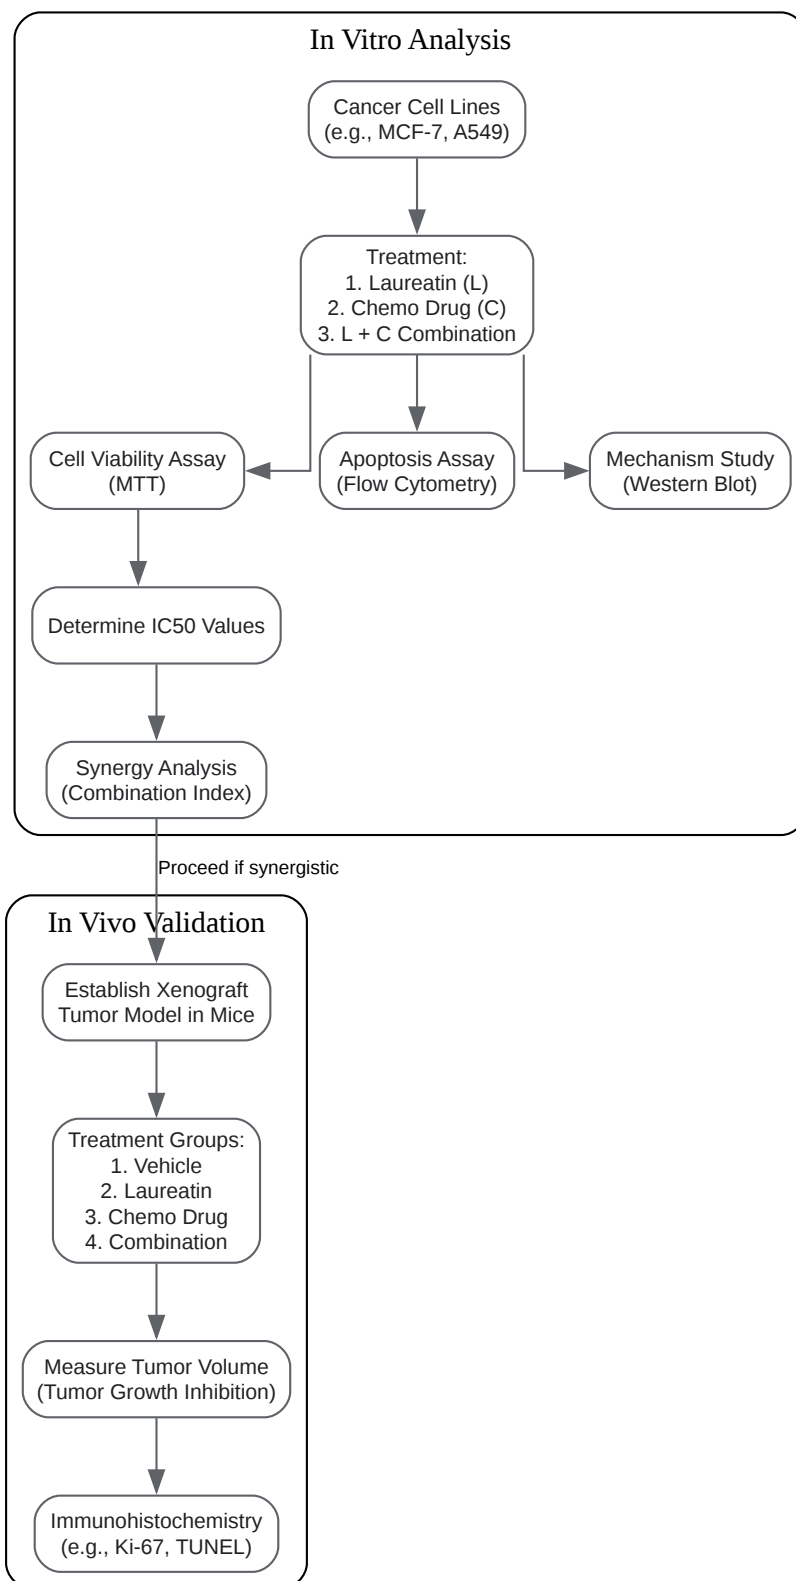 In Vitro Analysis
Cancer Cell Lines
(e.g., MCF-7, A549)
Treatment:
1. Laureatin (L)
2. Chemo Drug (C)
3. L + C Combination
Cell Viability Assay
(MTT)
Apoptosis Assay
(Flow Cytometry)
Mechanism Study
(Western Blot)
Determine IC50 Values
Synergy Analysis
(Combination Index)
Proceed if synergistic
In Vivo Validation
Establish Xenograft
Tumor Model in Mice
Treatment Groups:
1. Vehicle
2. Laureatin
3. Chemo Drug
4. Combination
Measure Tumor Volume
(Tumor Growth Inhibition)
Immunohistochemistry
(e.g., Ki-67, TUNEL)